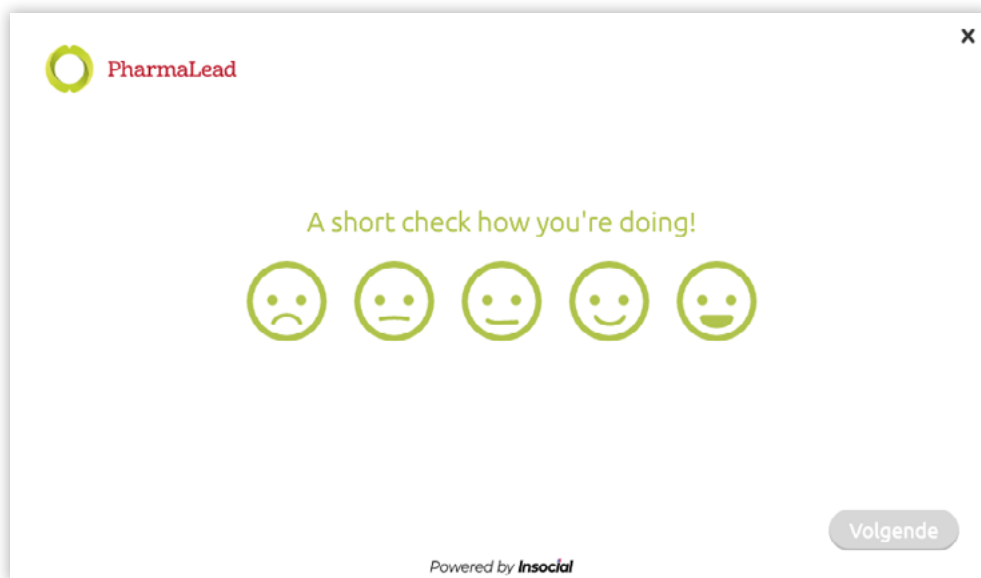 x
PharmaLead
A short check how you're doing!
Volgende
Powered by Insocial